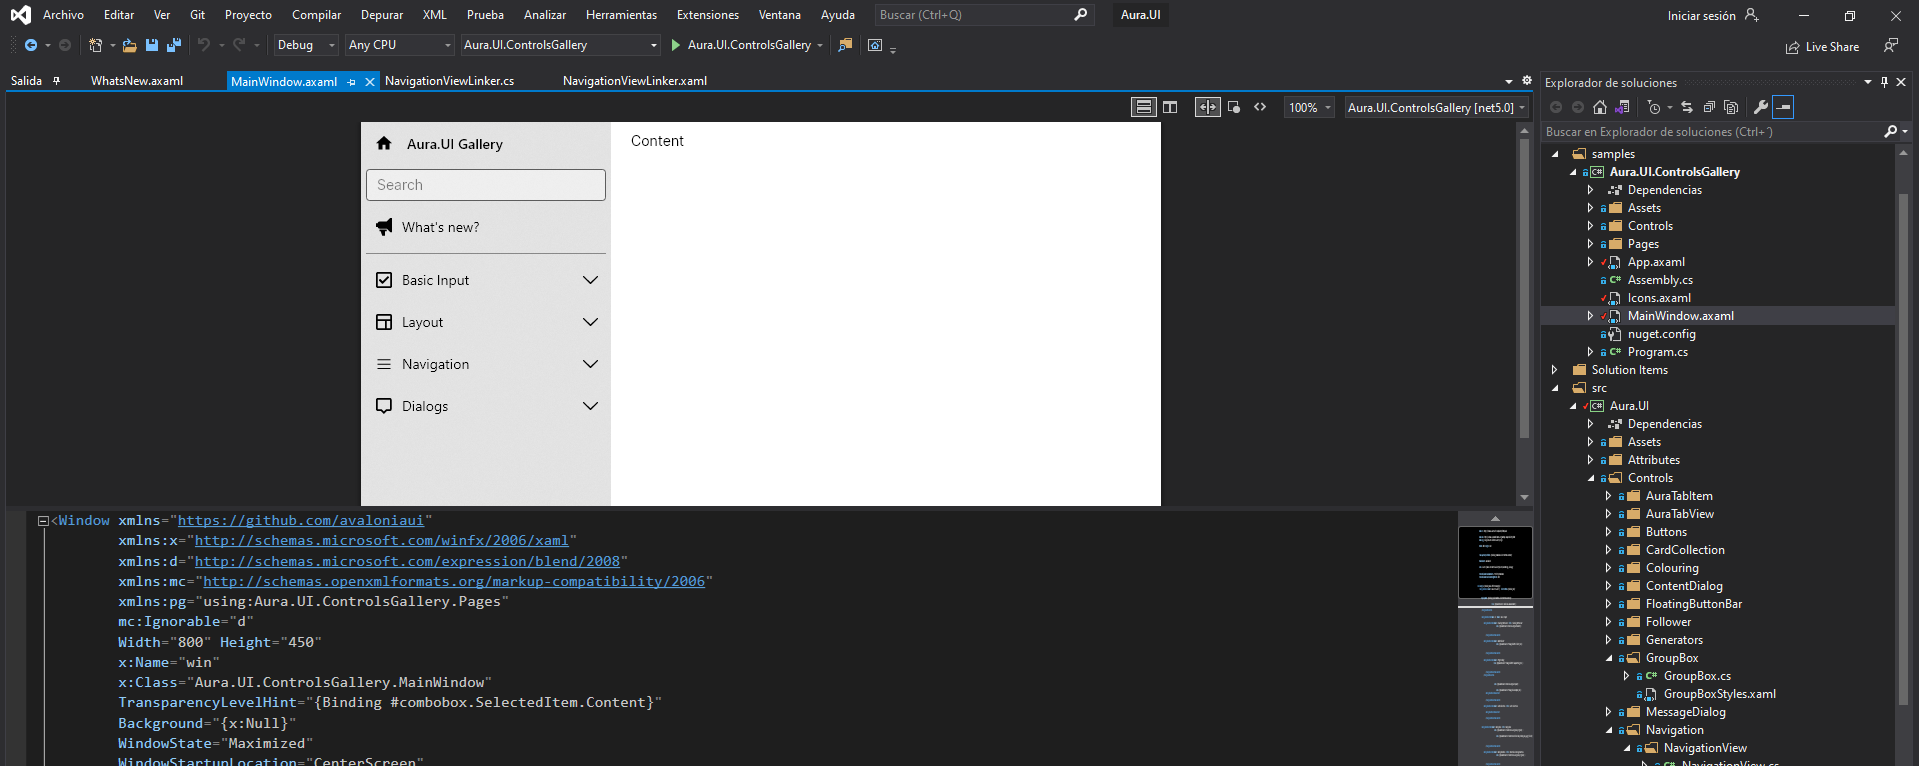 Archivo Editar Ver Git Proyecto Compilar Depurar XML Prueba Analizar Herramientas Extensiones Ventana Ayuda Buscar (Ctrl+Q) Aura.UI Iniciar sesión
Debug Any CPU Aura.UI.ControlsGallery Aura.UI.ControlsGallery Live Share
Salida WhatsNew.axaml MainWindow.axaml NavigationViewLinker.cs NavigationViewLinker.xaml
100% Aura.UI.ControlsGallery [net5.0]
Aura.UI Gallery
Search
What's new?
Basic Input
Layout
Navigation
Dialogs
Content
<Window xmlns="https://github.com/avaloniaui"
xmlns:x="http://schemas.microsoft.com/winfx/2006/xaml"
xmlns:d="http://schemas.microsoft.com/expression/blend/2008"
xmlns:mc="http://schemas.openxmlformats.org/markup-compatibility/2006"
xmlns:pg="using:Aura.UI.ControlsGallery.Pages"
mc:Ignorable="d"
Width="800" Height="450"
x:Name="win"
x:Class="Aura.UI.ControlsGallery.MainWindow"
TransparencyLevelHint="{Binding #combobox.SelectedItem.Content}"
Background="{x:Null}"
WindowState="Maximized"
WindowStartupLocation="CenterScreen"
Explorador de soluciones
Buscar en Explorador de soluciones (Ctrl+´)
samples
C# Aura.UI.ControlsGallery
Dependencias
Assets
Controls
Pages
App.axaml
C# Assembly.cs
Icons.axaml
MainWindow.axaml
nuget.config
C# Program.cs
Solution Items
src
C# Aura.UI
Dependencias
Assets
Attributes
Controls
AuraTabItem
AuraTabView
Buttons
CardCollection
Colouring
ContentDialog
FloatingButtonBar
Follower
Generators
GroupBox
C# GroupBox.cs
GroupBoxStyles.xaml
MessageDialog
Navigation
NavigationView
C# NavigationView.cs